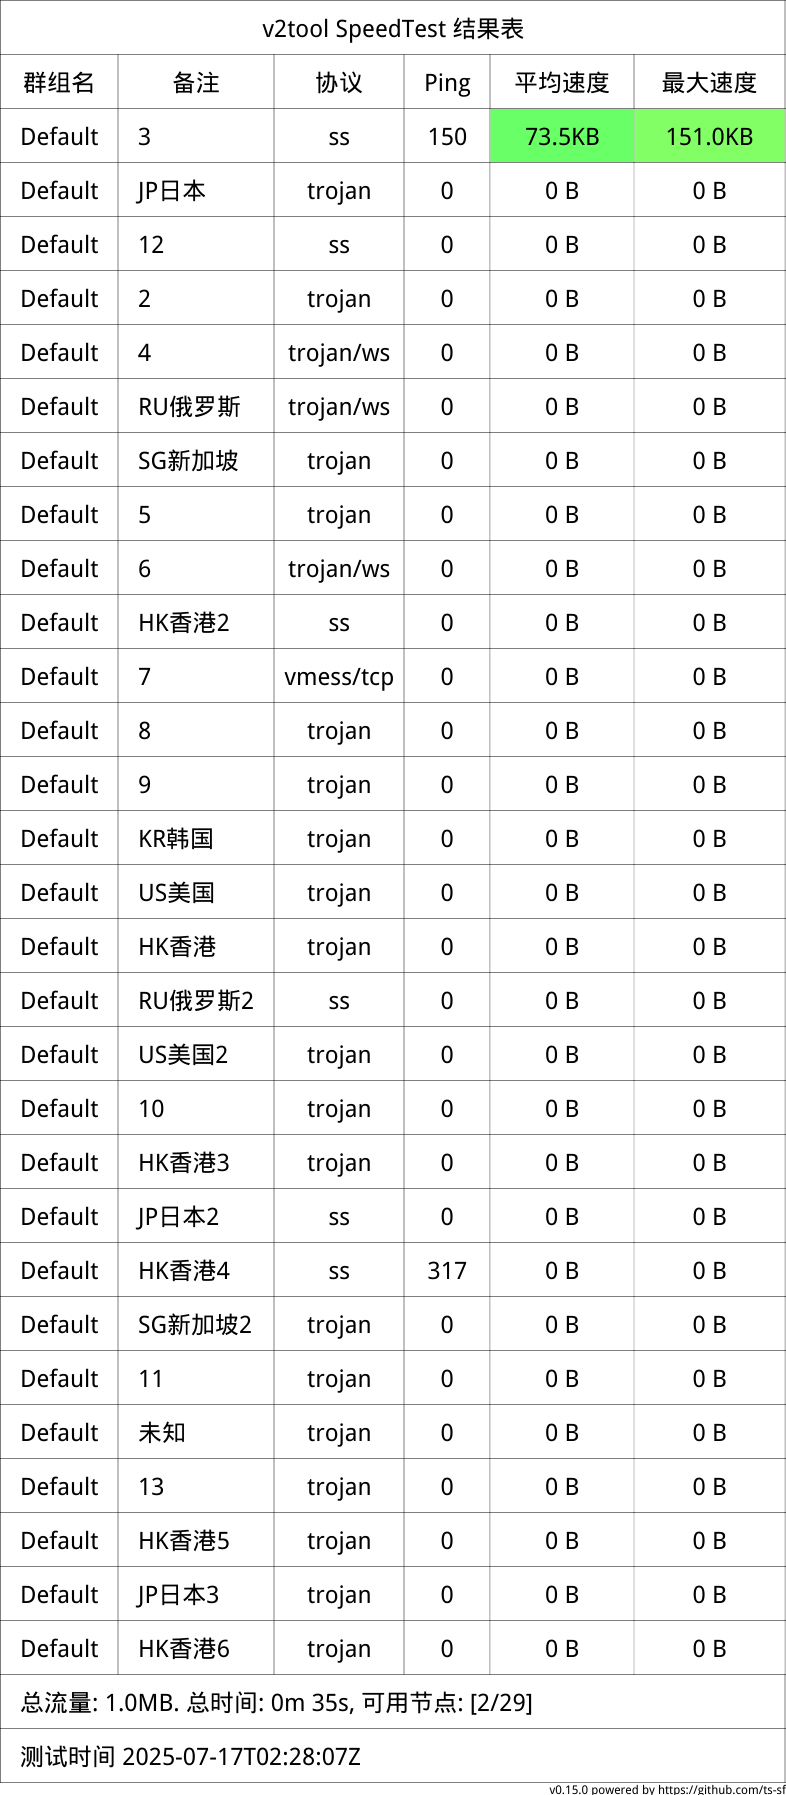 v2tool SpeedTest 结果表
群组名 备注 协议 Ping 平均速度 最大速度
Default 3 ss 150 73.5KB 151.0KB
Default JP日本 trojan 0 0 B 0 B
Default 12 ss 0 0 B 0 B
Default 2 trojan 0 0 B 0 B
Default 4 trojan/ws 0 0 B 0 B
Default RU俄罗斯 trojan/ws 0 0 B 0 B
Default SG新加坡 trojan 0 0 B 0 B
Default 5 trojan 0 0 B 0 B
Default 6 trojan/ws 0 0 B 0 B
Default HK香港2 ss 0 0 B 0 B
Default 7 vmess/tcp 0 0 B 0 B
Default 8 trojan 0 0 B 0 B
Default 9 trojan 0 0 B 0 B
Default KR韩国 trojan 0 0 B 0 B
Default US美国 trojan 0 0 B 0 B
Default HK香港 trojan 0 0 B 0 B
Default RU俄罗斯2 ss 0 0 B 0 B
Default US美国2 trojan 0 0 B 0 B
Default 10 trojan 0 0 B 0 B
Default HK香港3 trojan 0 0 B 0 B
Default JP日本2 ss 0 0 B 0 B
Default HK香港4 ss 317 0 B 0 B
Default SG新加坡2 trojan 0 0 B 0 B
Default 11 trojan 0 0 B 0 B
Default 未知 trojan 0 0 B 0 B
Default 13 trojan 0 0 B 0 B
Default HK香港5 trojan 0 0 B 0 B
Default JP日本3 trojan 0 0 B 0 B
Default HK香港6 trojan 0 0 B 0 B
总流量: 1.0MB. 总时间: 0m 35s, 可用节点: [2/29]
测试时间 2025-07-17T02:28:07Z
v0.15.0 powered by https://github.com/ts-sf